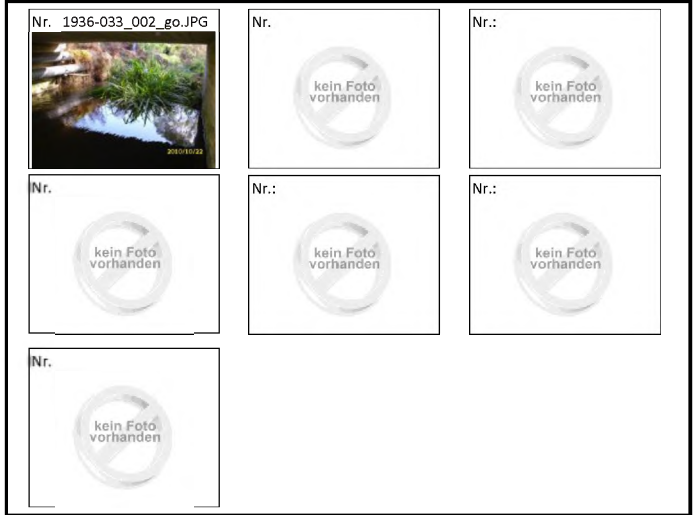 Nr. 1936-033_002_go.JPG
2010/10/22
Nr.
kein Foto
vorhanden
Nr.:
kein Foto
vorhanden
Nr.
kein Foto
vorhanden
Nr.:
kein Foto
vorhanden
Nr.:
kein Foto
vorhanden
Nr.
kein Foto
vorhanden